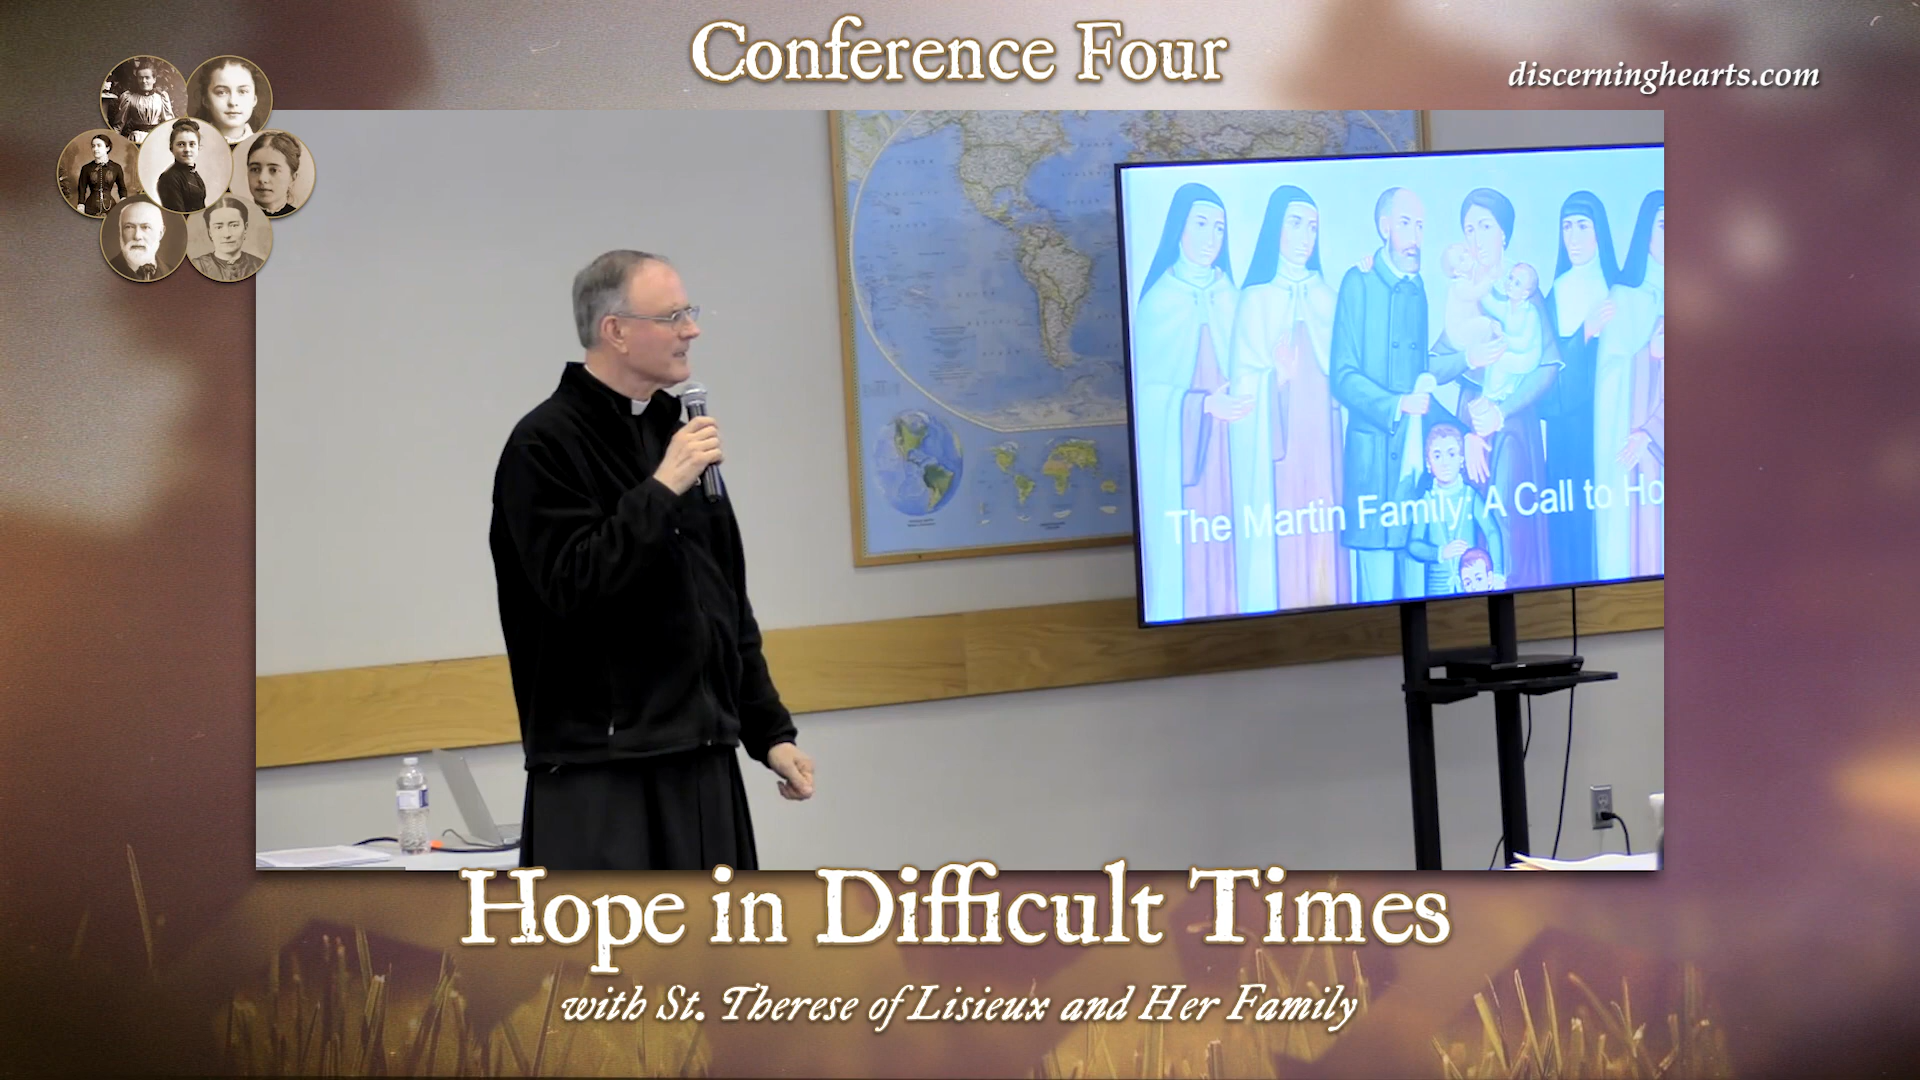 Conference Four
discerninghearts.com
The Martin Family: A Call to Ho
Hope in Difficult Times
with St. Therese of Lisieux and Her Family